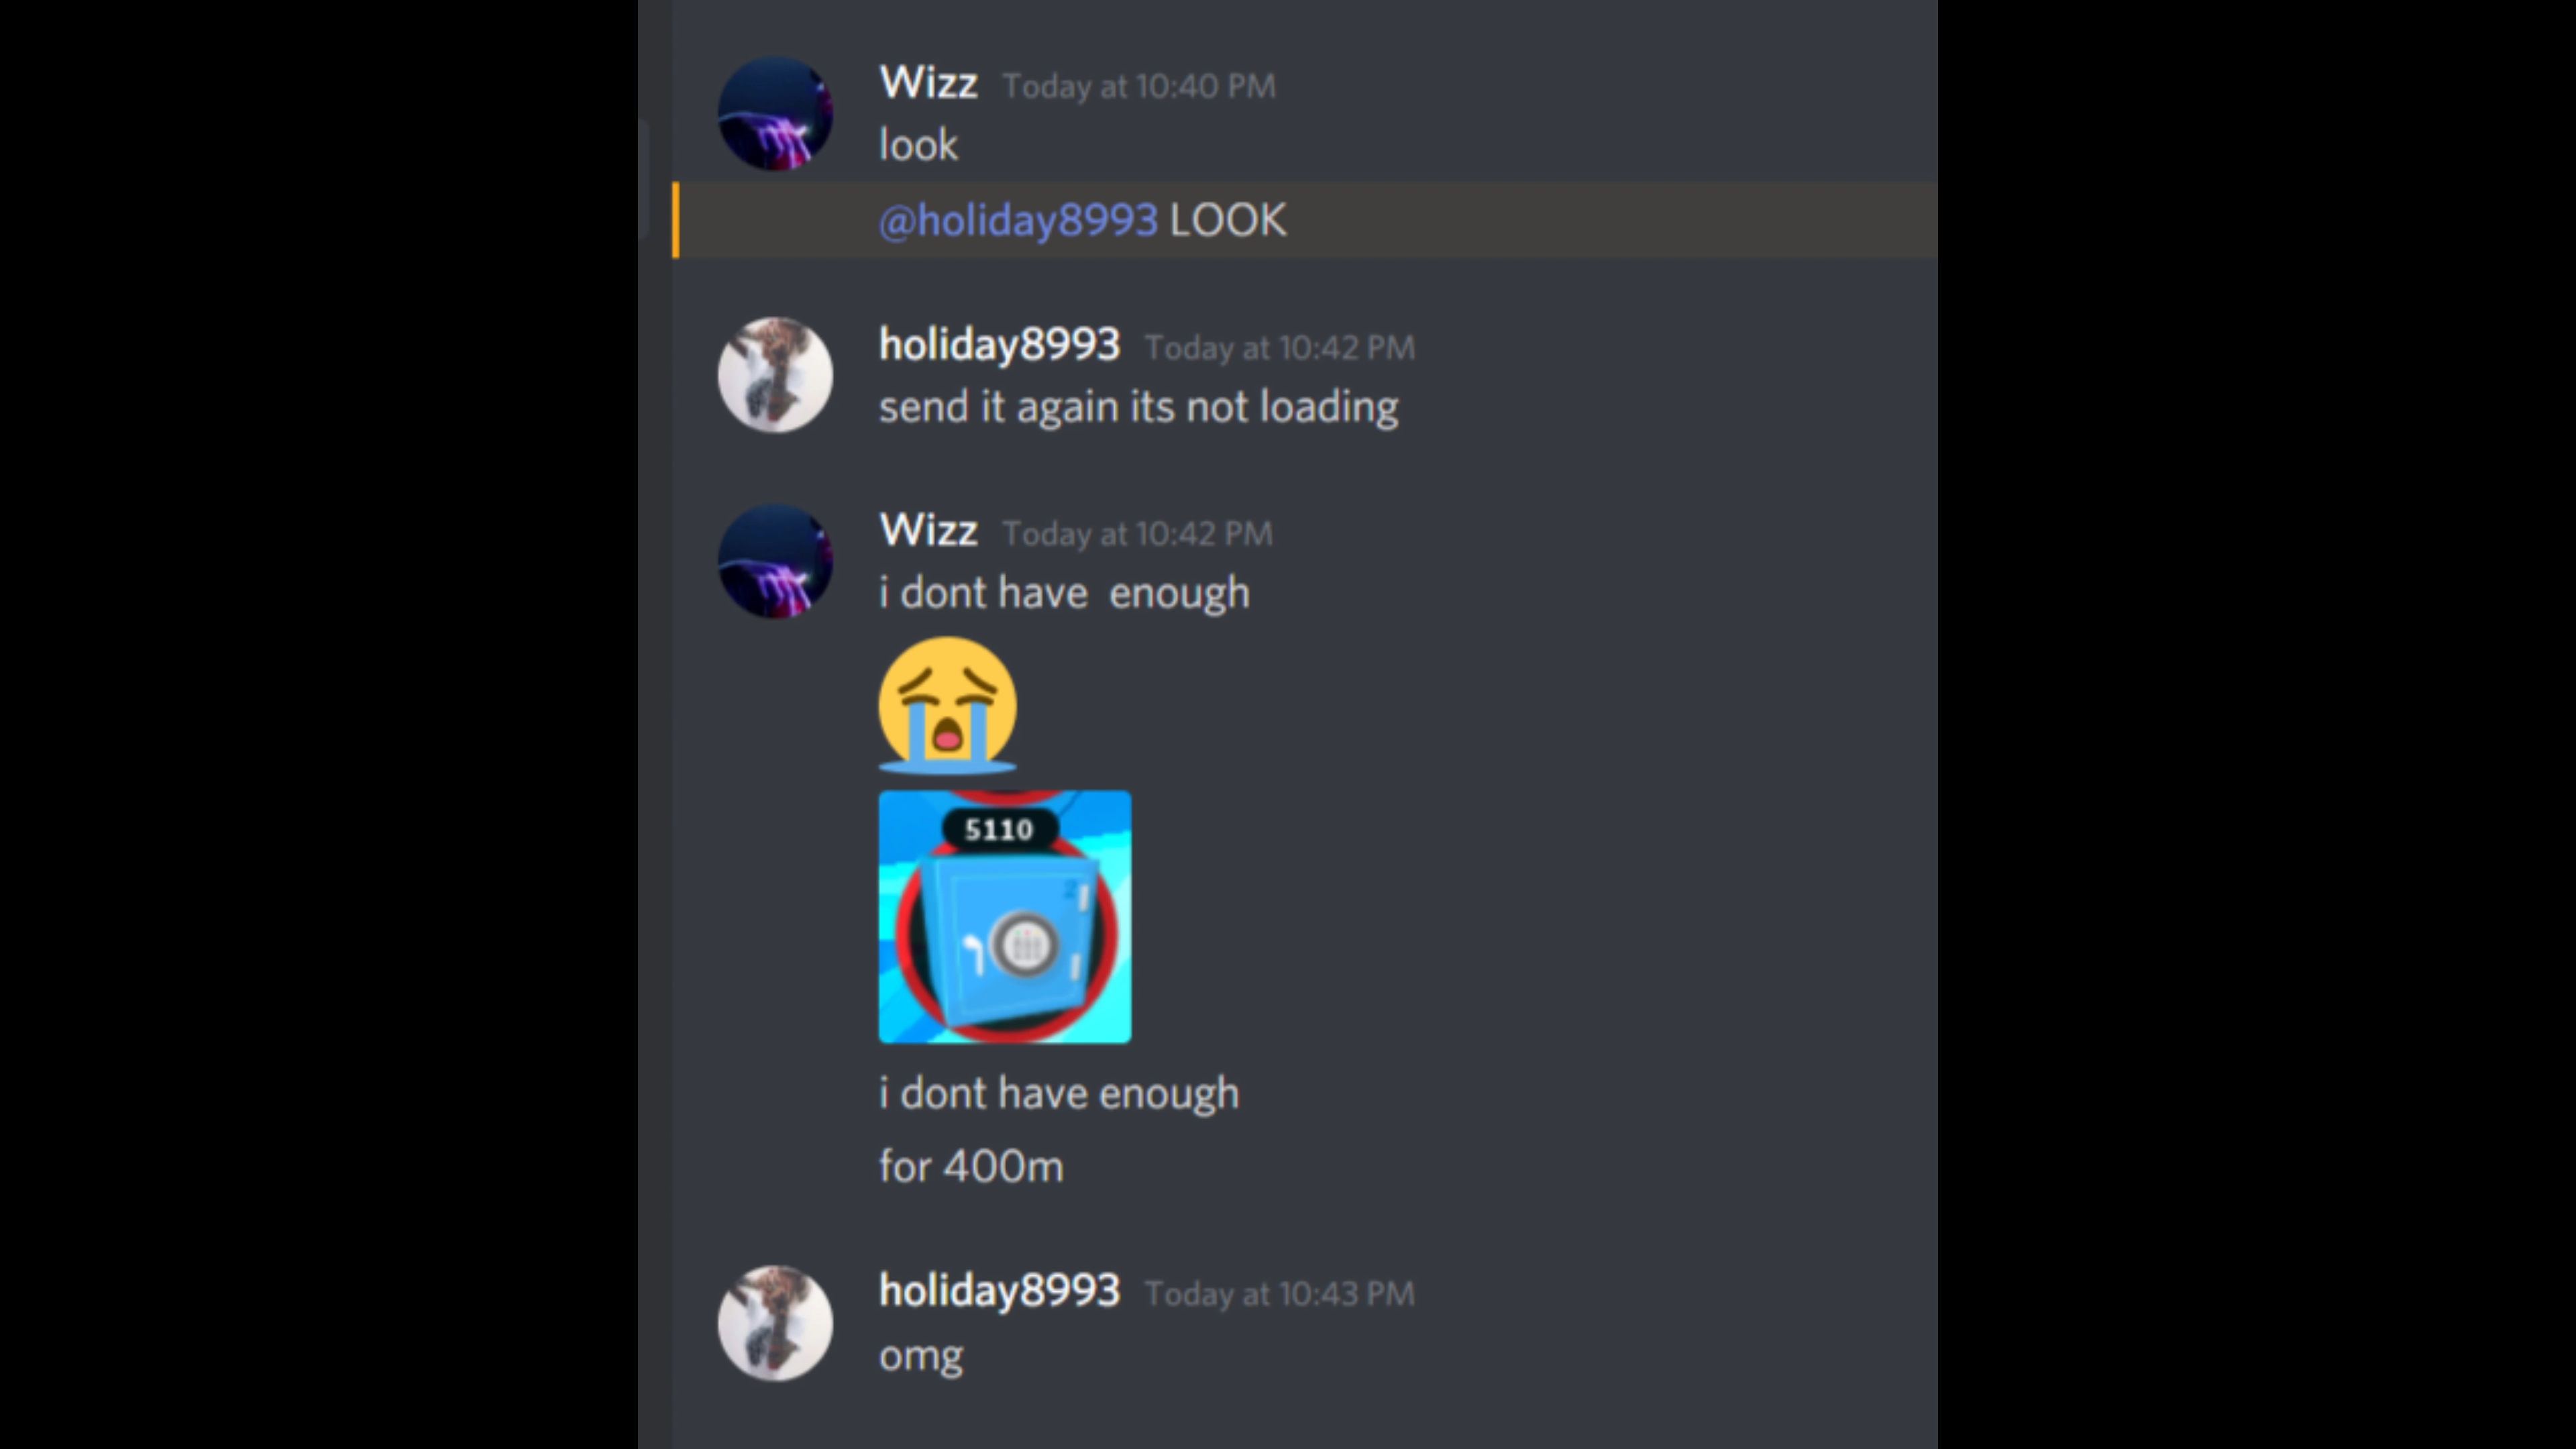 Wizz Today at 10:40 PM
look
@holiday8993 LOOK
holiday8993 Today at 10:42 PM
send it again its not loading
Wizz Today at 10:42 PM
i dont have  enough
5110
i dont have enough
for 400m
holiday8993 Today at 10:43 PM
omg